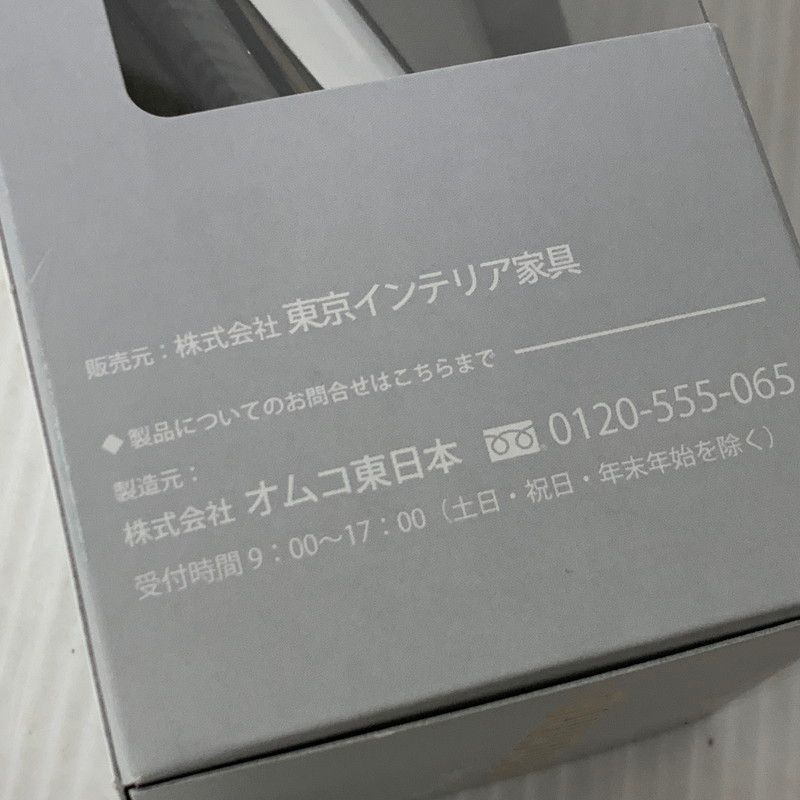 販売元：株式会社 東京インテリア家具
◆製品についてのお問合せはこちらまで
製造元：
株式会社 オムコ東日本 0120-555-065
受付時間 9：00〜17：00（土日・祝日・年末年始を除く）